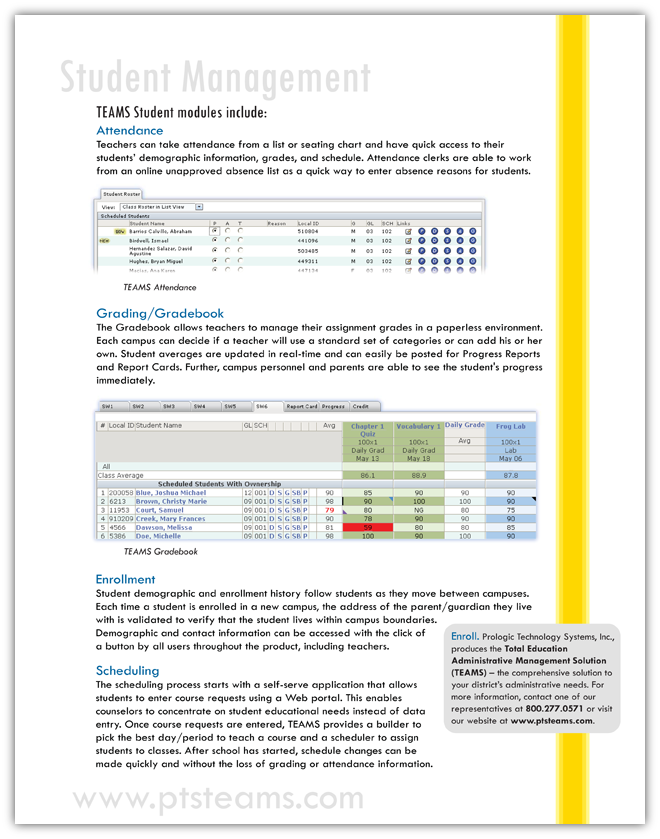 Student Management
TEAMS Student modules include:
Attendance
Teachers can take attendance from a list or seating chart and have quick access to their
students' demographic information, grades, and schedule. Attendance clerks are able to work
from an online unapproved absence list as a quick way to enter absence reasons for students.
Student Roster
View: Class Roster in List View
Scheduled Students
Student Name P A T Reason Local ID G GL SCH Links
Barrios Calvillo, Abraham 510804 M 03 102
NEW Birdwell, Ismael 441096 M 03 102
Hernandez Salazar, David
Agustine 503485 M 03 102
Hughes, Bryan Miguel 449311 M 03 102
TEAMS Attendance
Grading/Gradebook
The Gradebook allows teachers to manage their assignment grades in a paperless environment.
Each campus can decide if a teacher will use a standard set of categories or can add his or her
own. Student averages are updated in real-time and can easily be posted for Progress Reports
and Report Cards. Further, campus personnel and parents are able to see the student's progress
immediately.
SW1 SW2 SW3 SW4 SW5 SW6 Report Card Progress Credit
# Local ID Student Name GL SCH Avg Chapter 1 Vocabulary 1 Daily Grade Frog Lab
Quiz
100x1 100x1 Avg 100x1
Daily Grad Daily Grad Lab
May 13 May 18 May 06
All
Class Average 86.1 88.9 87.8
Scheduled Students With Ownership
1 200058 Blue, Joshua Michael 12 001 D S G SB P 90 85 90 90 90
2 6213 Brown, Christy Marie 09 001 D S G SB P 98 90 100 90 100
3 11953 Court, Samuel 09 001 D S G SB P 79 80 NG 80 75
4 910209 Creek, Mary Frances 09 001 D S G SB P 90 78 90 90 90
5 4566 Dawson, Melissa 09 001 D S G SB P 81 59 80 80 85
6 5386 Doe, Michelle 09 001 D S G SB P 98 100 90 90 90
TEAMS Gradebook
Enrollment
Student demographic and enrollment history follow students as they move between campuses.
Each time a student is enrolled in a new campus, the address of the parent/guardian they live
with is validated to verify that the student lives within campus boundaries.
Demographic and contact information can be accessed with the click of
a button by all users throughout the product, including teachers.
Scheduling
The scheduling process starts with a self-serve application that allows
students to enter course requests using a Web portal. This enables
counselors to concentrate on student educational needs instead of data
entry. Once course requests are entered, TEAMS provides a builder to
pick the best day/period to teach a course and a scheduler to assign
students to classes. After school has started, schedule changes can be
made quickly and without the loss of grading or attendance information.
Enroll. Prologic Technology Systems, Inc.,
produces the Total Education
Administrative Management Solution
(TEAMS) – the comprehensive solution to
your district's administrative needs. For
more information, contact one of our
representatives at 800.277.0571 or visit
our website at www.ptsteams.com.
www.ptsteams.com